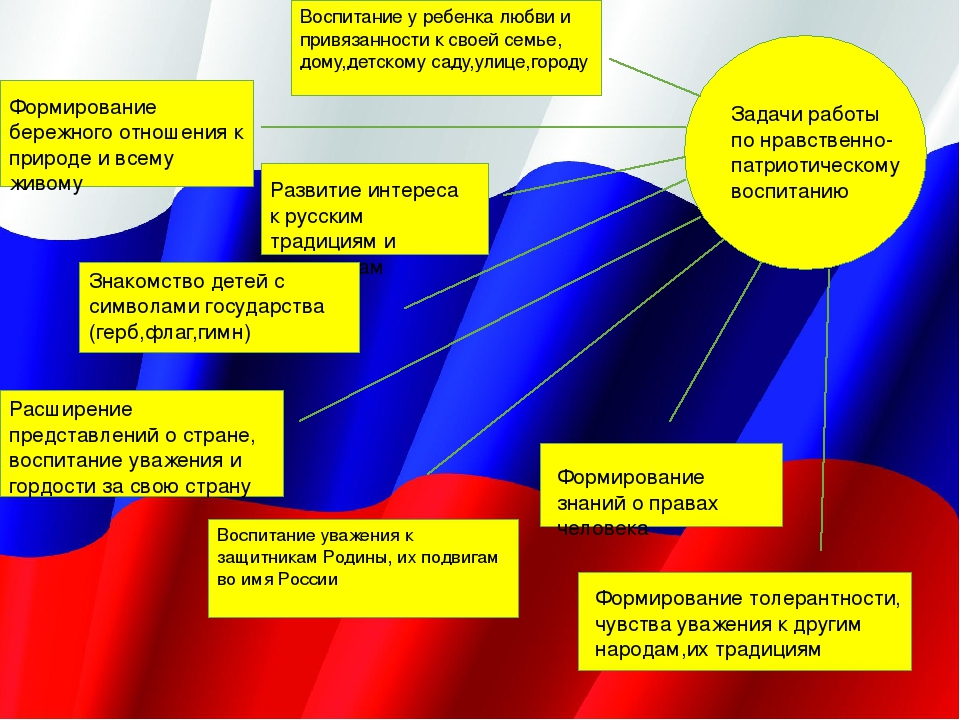 Воспитание у ребенка любви и
привязанности к своей семье,
дому,детскому саду,улице,городу
Задачи работы
по нравственно-
патриотическому
воспитанию
Формирование
бережного отношения к
природе и всему
живому
Развитие интереса
к русским
традициям и
Знакомство детей с
символами государства
(герб,флаг,гимн)
Расширение
представлений о стране,
воспитание уважения и
гордости за свою страну
Формирование
знаний о правах
человека
Воспитание уважения к
защитникам Родины, их подвигам
во имя России
Формирование толерантности,
чувства уважения к другим
народам,их традициям